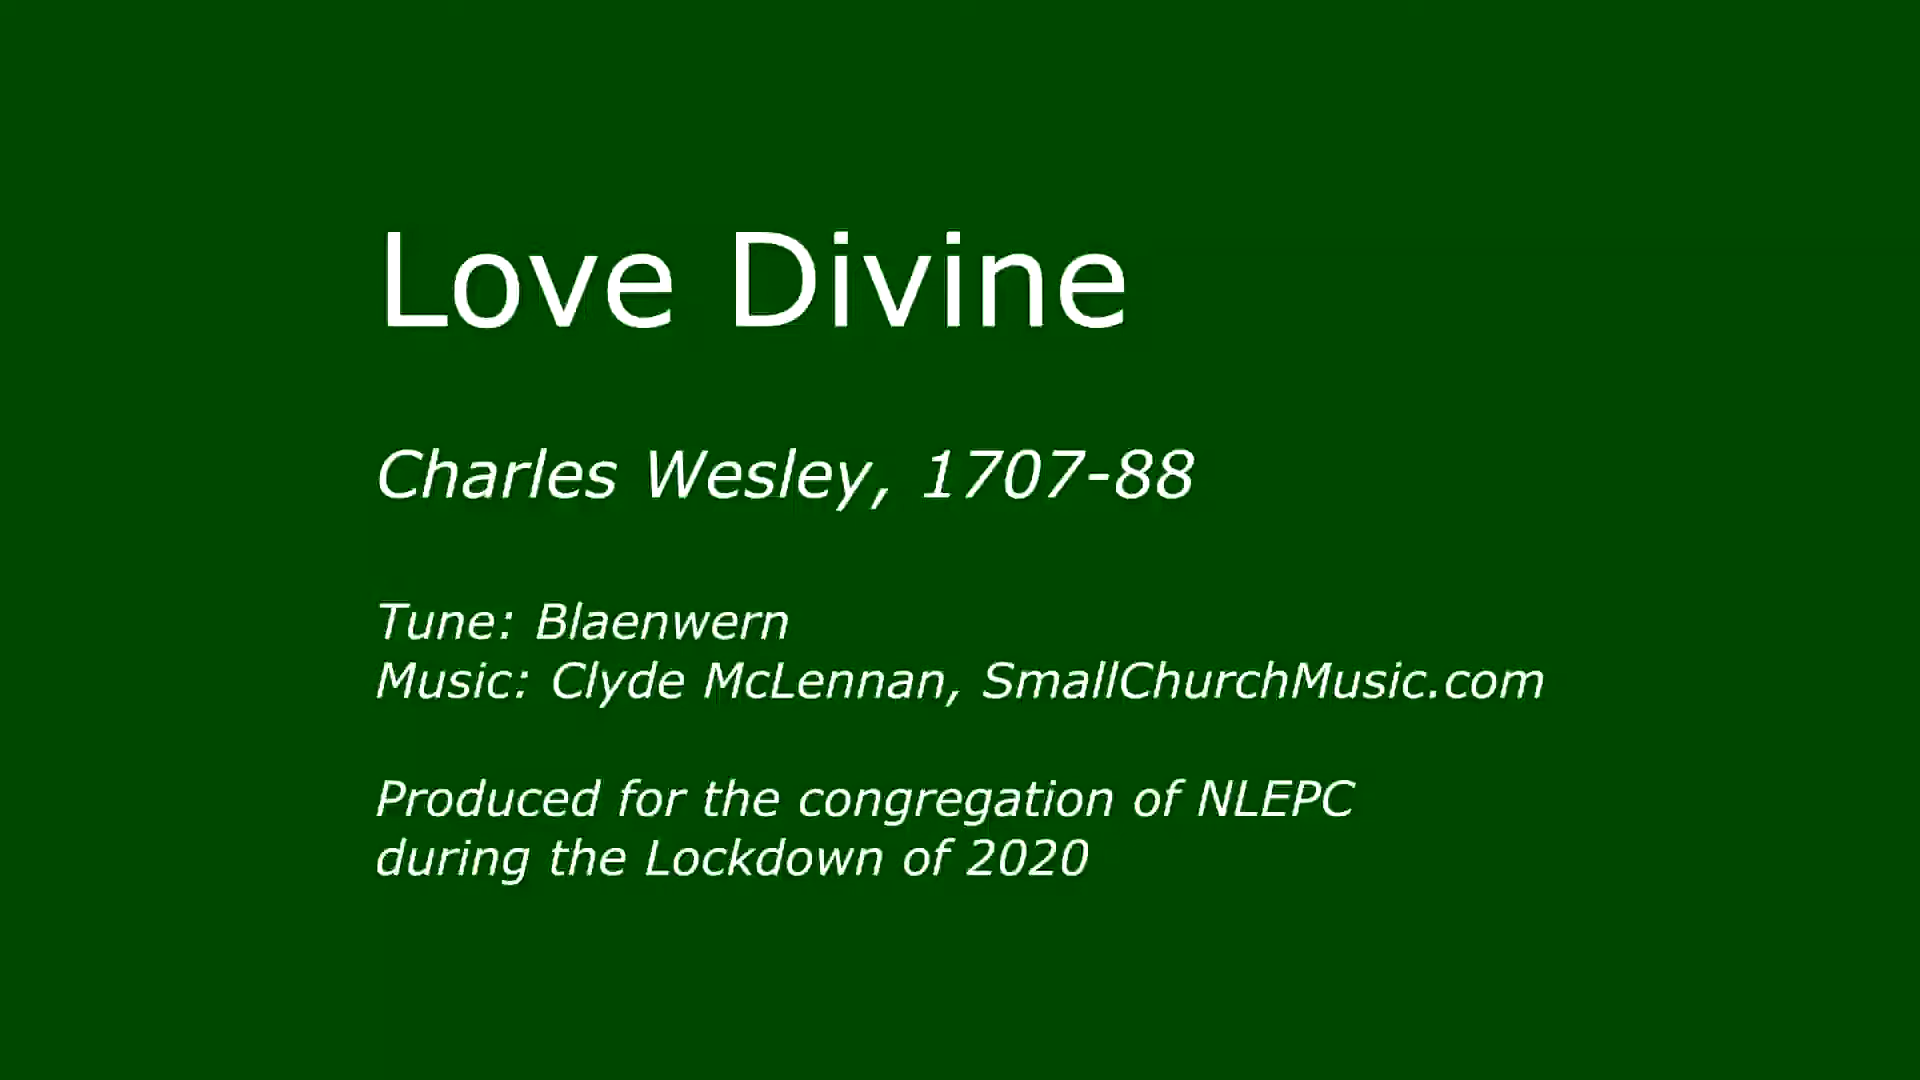 Love Divine
Charles Wesley, 1707-88
Tune: Blaenwern
Music: Clyde McLennan, SmallChurchMusic.com
Produced for the congregation of NLEPC
during the Lockdown of 2020